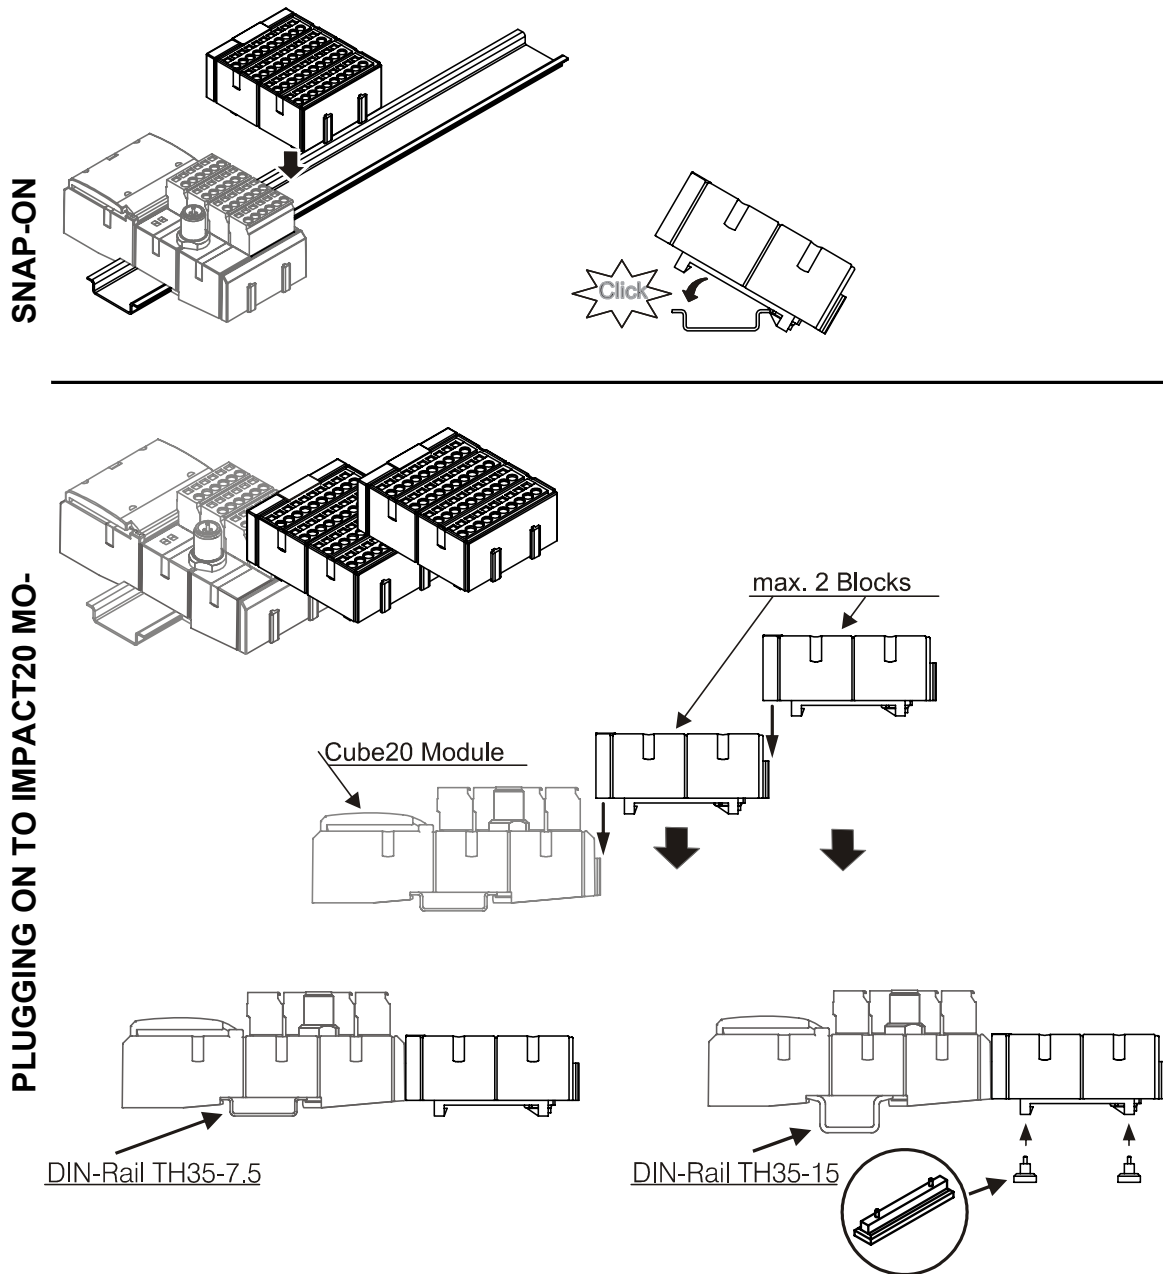 SNAP-ON
Click
PLUGGING ON TO IMPACT20 MO-
max. 2 Blocks
Cube20 Module
DIN-Rail TH35-7.5
DIN-Rail TH35-15